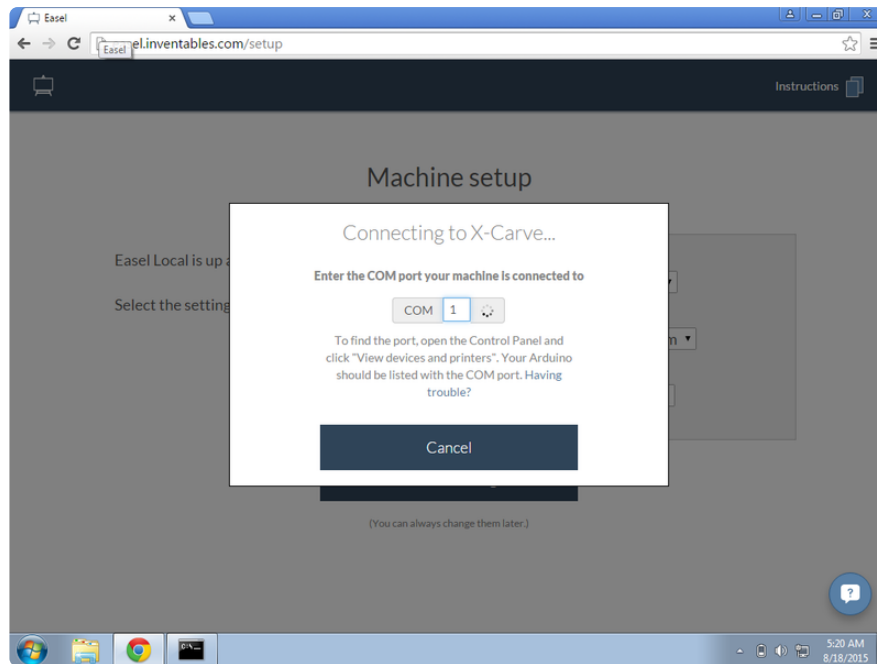 Easel
easel.inventables.com/setup
Easel
Instructions
Machine setup
Connecting to X-Carve...
Easel Local is up
Enter the COM port your machine is connected to
Select the setting
COM 1
To find the port, open the Control Panel and
click "View devices and printers". Your Arduino
should be listed with the COM port. Having
trouble?
Cancel
(You can always change them later.)
?
5:20 AM
8/18/2015